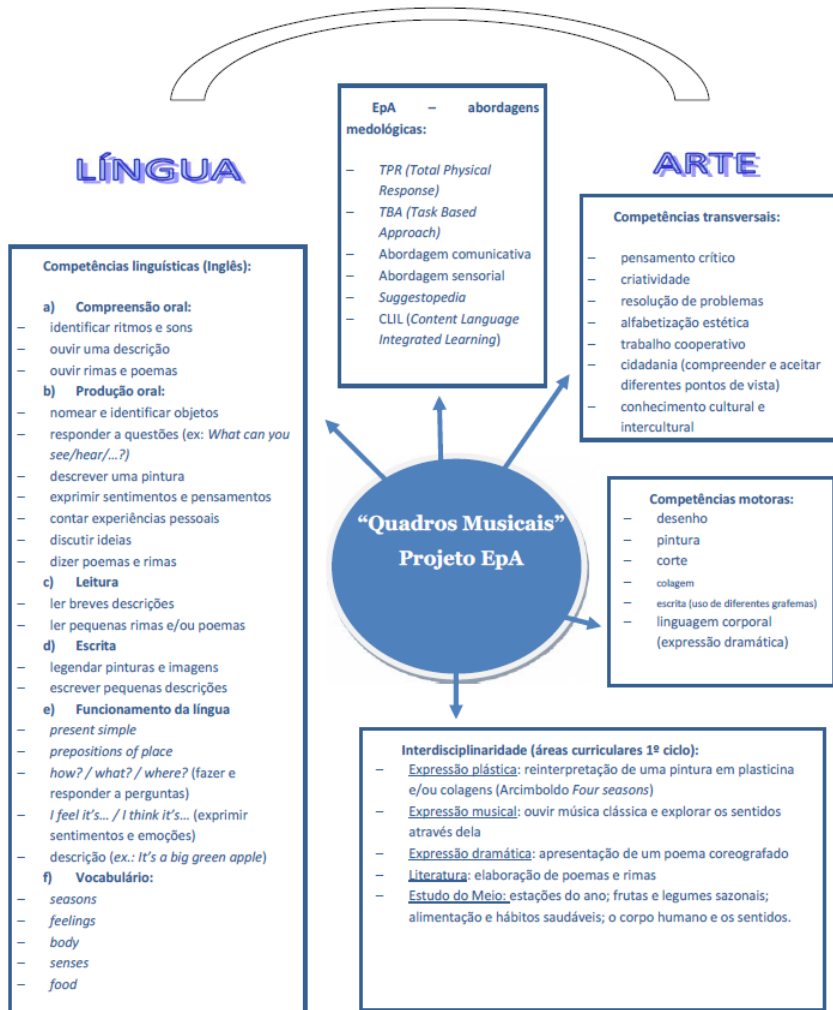 LÍNGUA
ARTE
EpA – abordagens
medológicas:
– TPR (Total Physical
Response)
– TBA (Task Based
Approach)
– Abordagem comunicativa
– Abordagem sensorial
– Suggestopedia
– CLIL (Content Language
Integrated Learning)
Competências linguísticas (Inglês):
a) Compreensão oral:
– identificar ritmos e sons
– ouvir uma descrição
– ouvir rimas e poemas
b) Produção oral:
– nomear e identificar objetos
– responder a questões (ex: What can you
see/hear/...?)
– descrever uma pintura
– exprimir sentimentos e pensamentos
– contar experiências pessoais
– discutir ideias
– dizer poemas e rimas
c) Leitura
– ler breves descrições
– ler pequenas rimas e/ou poemas
d) Escrita
– legendar pinturas e imagens
– escrever pequenas descrições
e) Funcionamento da língua
– present simple
– prepositions of place
– how? / what? / where? (fazer e
responder a perguntas)
– I feel it's... / I think it's... (exprimir
sentimentos e emoções)
– descrição (ex.: It's a big green apple)
f) Vocabulário:
– seasons
– feelings
– body
– senses
– food
Competências transversais:
– pensamento crítico
– criatividade
– resolução de problemas
– alfabetização estética
– trabalho cooperativo
– cidadania (compreender e aceitar
diferentes pontos de vista)
– conhecimento cultural e
intercultural
"Quadros Musicais"
Projeto EpA
Competências motoras:
– desenho
– pintura
– corte
– colagem
– escrita (uso de diferentes grafemas)
– linguagem corporal
(expressão dramática)
Interdisciplinaridade (áreas curriculares 1º ciclo):
– Expressão plástica: reinterpretação de uma pintura em plasticina
e/ou colagens (Arcimboldo Four seasons)
– Expressão musical: ouvir música clássica e explorar os sentidos
através dela
– Expressão dramática: apresentação de um poema coreografado
– Literatura: elaboração de poemas e rimas
– Estudo do Meio: estações do ano; frutas e legumes sazonais;
alimentação e hábitos saudáveis; o corpo humano e os sentidos.